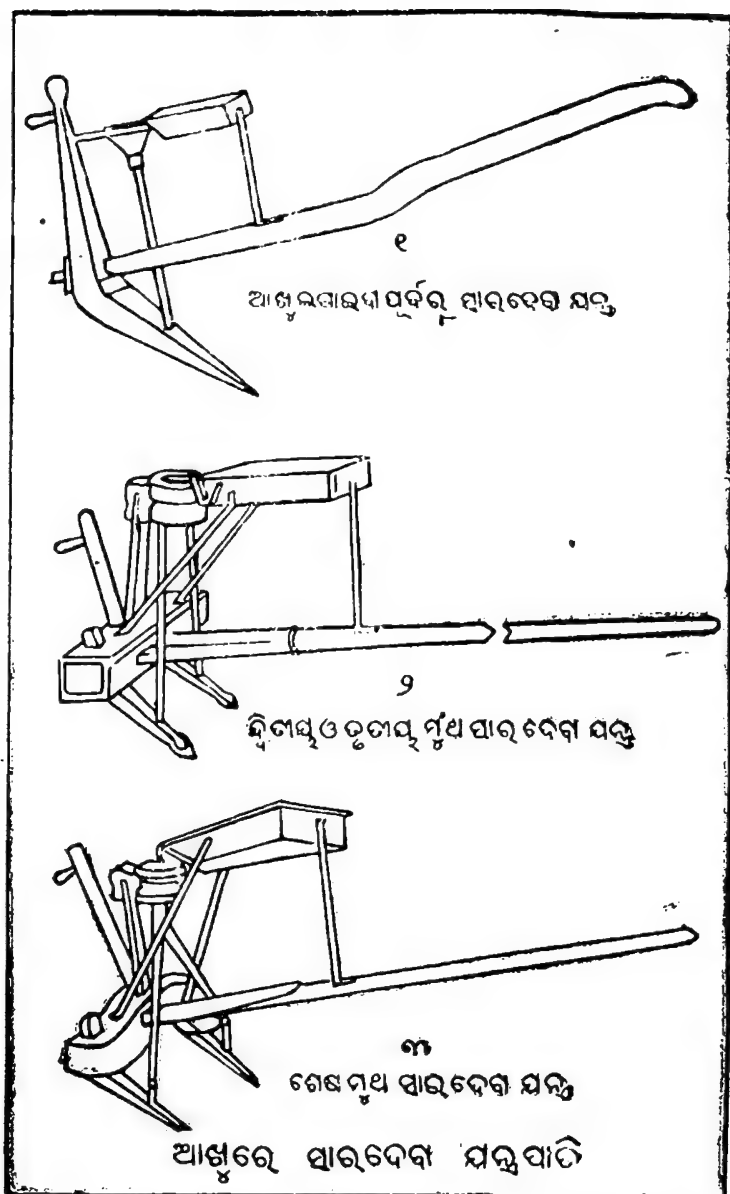 ୧
ଆଖୁ ଲଗାଇବା ପୂର୍ବରୁ ସାର ଦେବା ଯନ୍ତ୍ର
୨
ଦ୍ୱିତୀୟ ଓ ତୃତୀୟ ମୁଁଥ ସାର ଦେବା ଯନ୍ତ୍ର
୩
ଶେଷ ମୁଥ ସାର ଦେବା ଯନ୍ତ୍ର
ଆଖୁରେ ସାରଦେବା ଯନ୍ତ୍ରପାତି